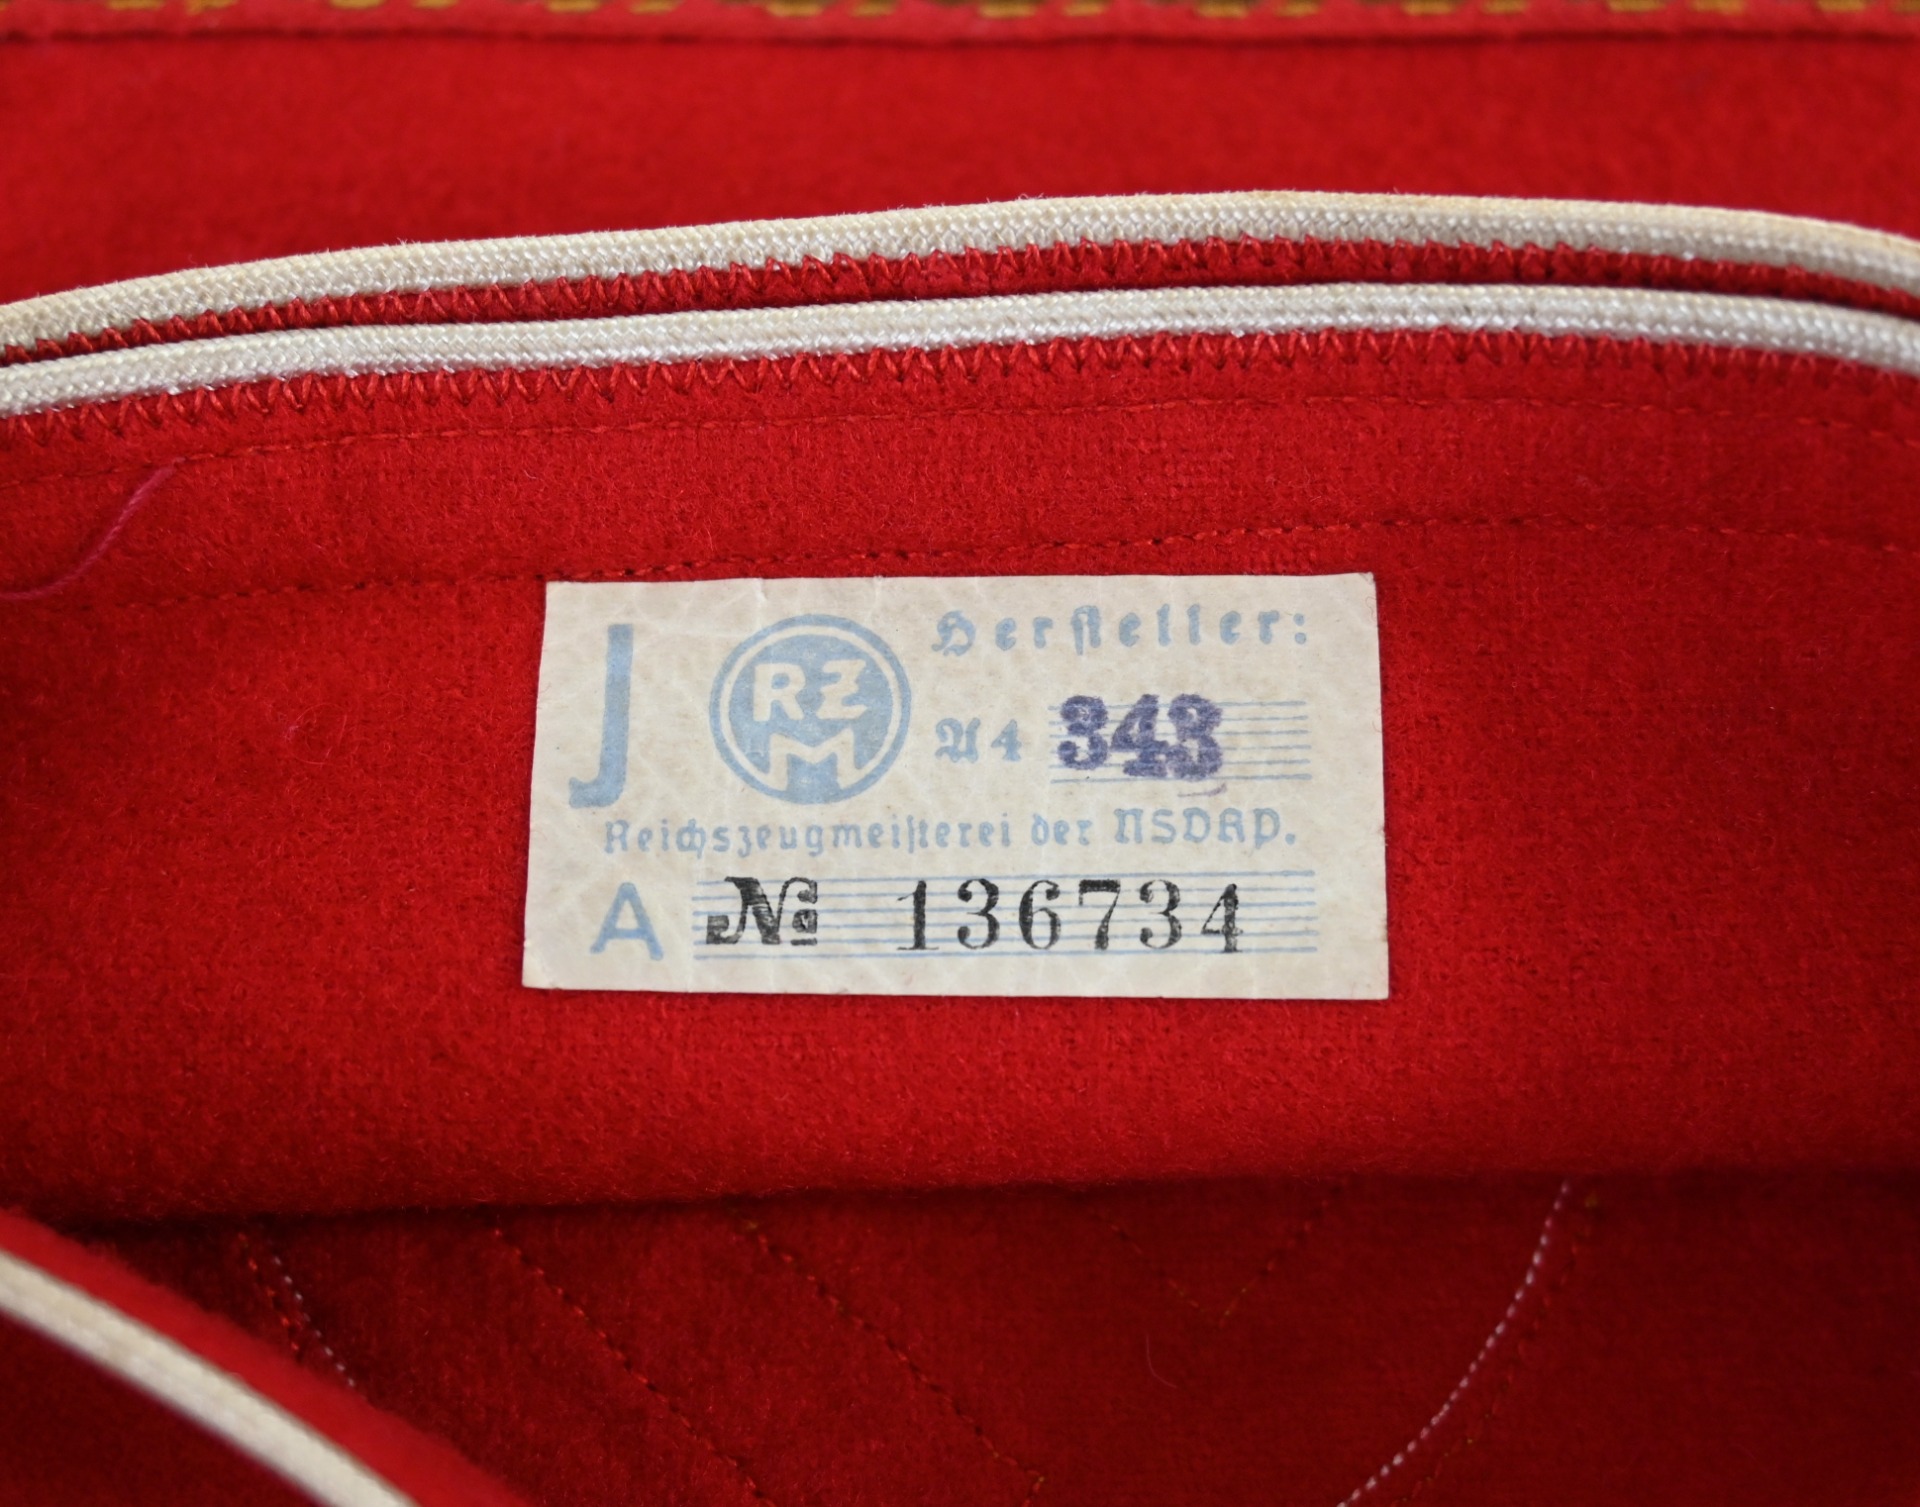 J RZM Hersteller:
A4 343
Reichszeugmeisterei der NSDAP.
A № 136734